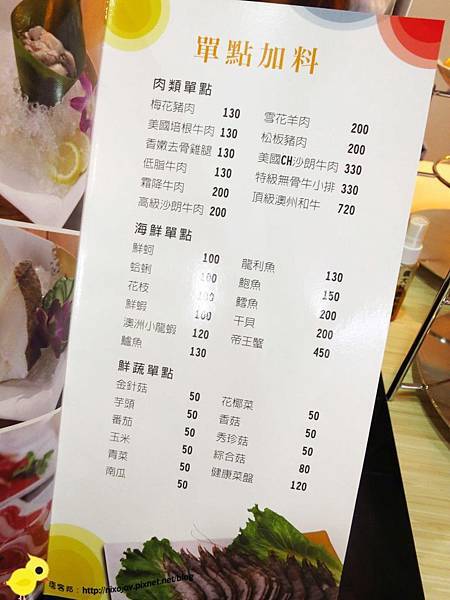 單點加料
肉類單點
梅花豬肉 130
美國培根牛肉 130
香嫩去骨雞腿 130
低脂牛肉 130
霜降牛肉 200
高級沙朗牛肉 200
雪花羊肉 200
松板豬肉 200
美國CH沙朗牛肉 330
特級無骨牛小排 330
頂級澳州和牛 720
海鮮單點
鮮蚵 100
蛤蜊 100
花枝 100
鮮蝦 100
澳洲小龍蝦 120
鱸魚 130
龍利魚 130
鮑魚 150
鱈魚 200
干貝 200
帝王蟹 450
鮮蔬單點
金針菇 50
芋頭 50
番茄 50
玉米 50
青菜 50
南瓜 50
花椰菜 50
香菇 50
秀珍菇 50
綜合菇 80
健康菜盤 120
痞客邦：http://nixojov.pixnet.net/blog